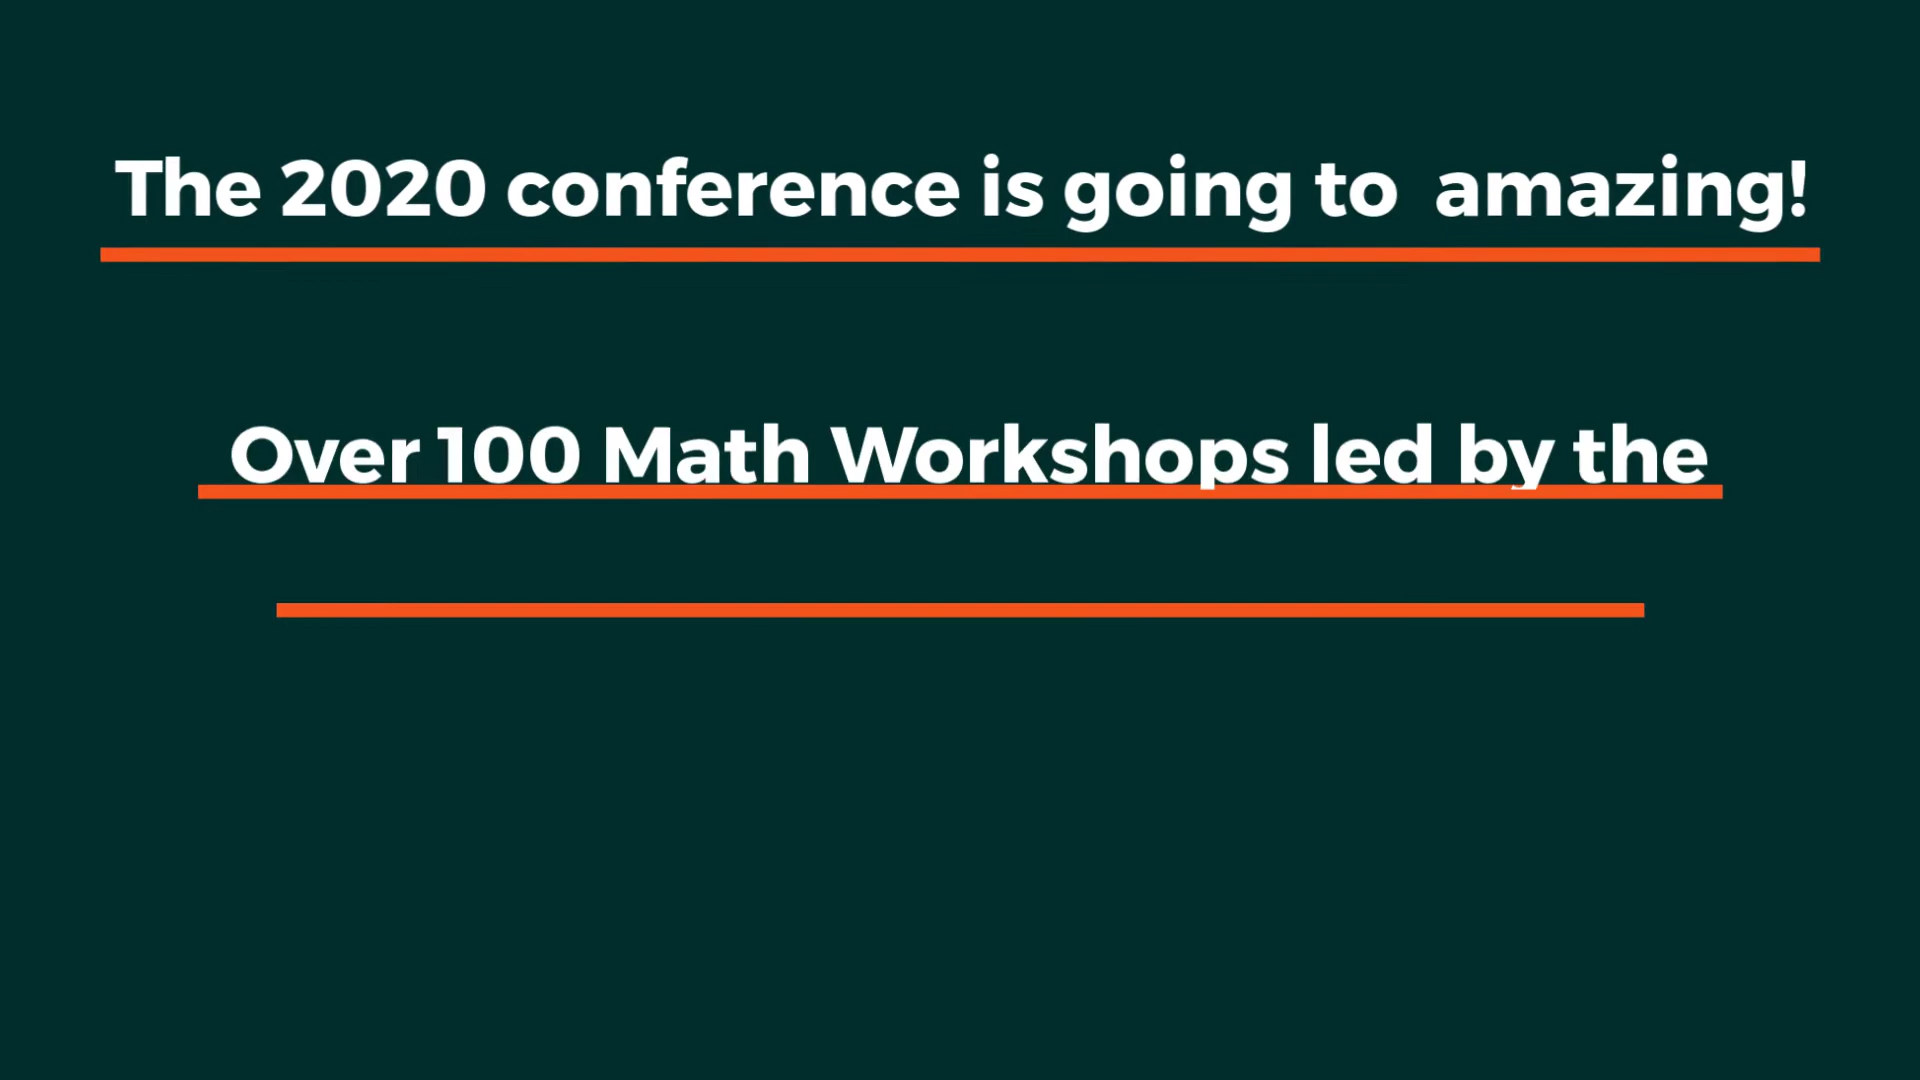 The 2020 conference is going to  amazing!
Over 100 Math Workshops led by the